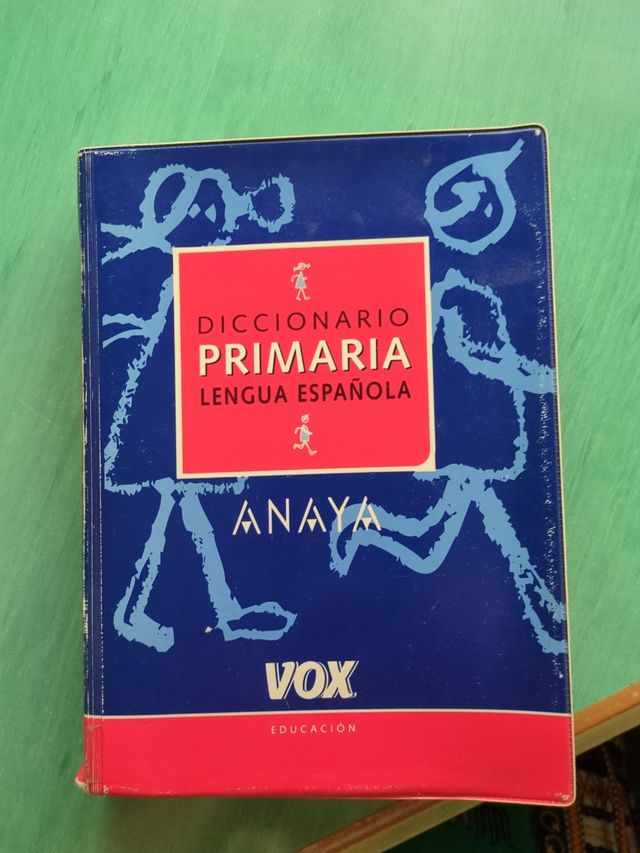 DICCIONARIO
PRIMARIA
LENGUA ESPAÑOLA
ANAYA
VOX
EDUCACIÓN